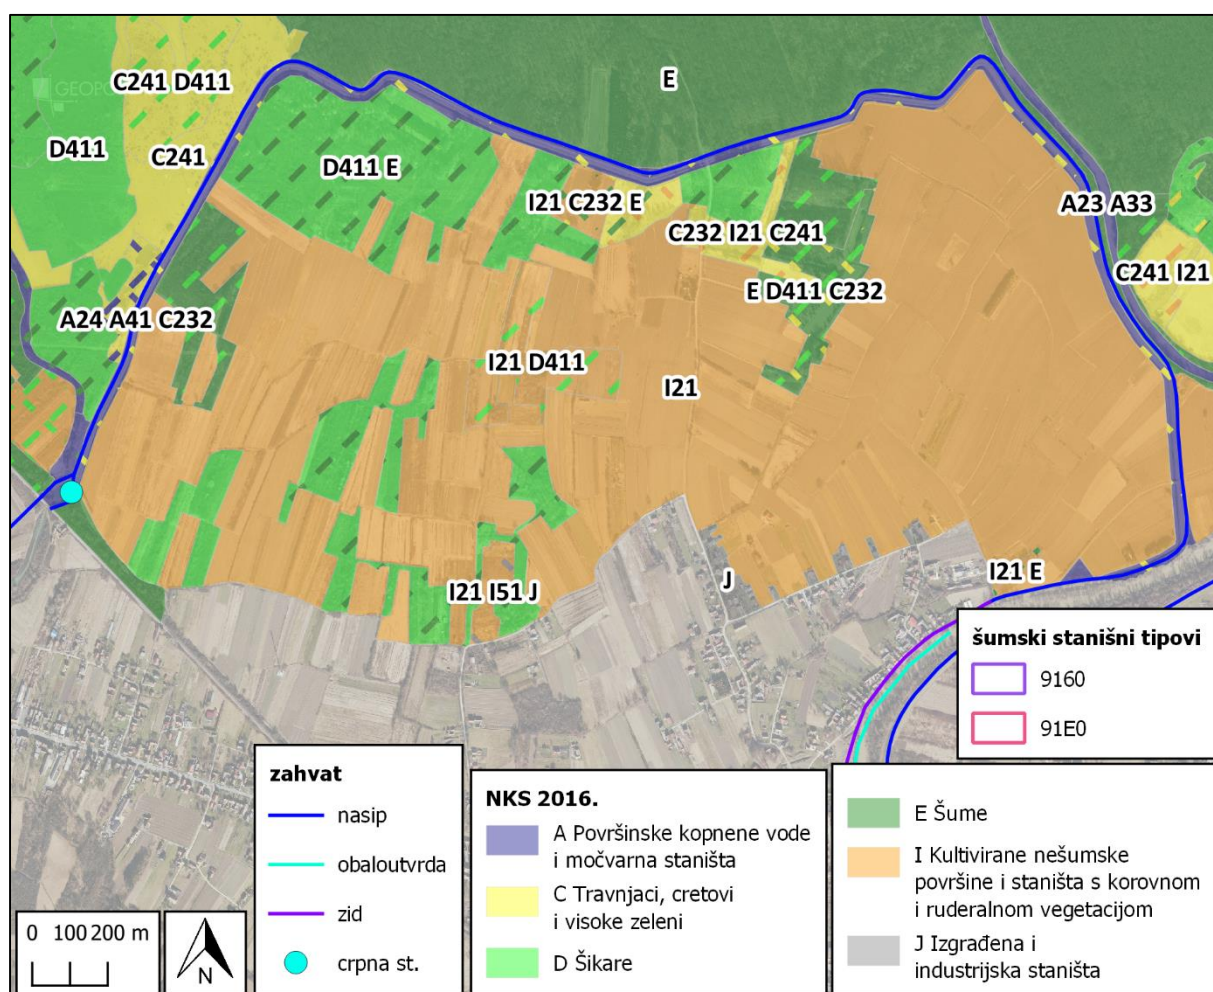 GEOPO
C241 D411
E
D411
C241
D411 E
I21 C232 E
A23 A33
C232 I21 C241
C241 I21
E D411 C232
A24 A41 C232
I21 D411
I21
I21 E
I21 I51 J
J
šumski stanišni tipovi
9160
91E0
zahvat
nasip
obaloutvrda
zid
crpna st.
0 100 200 m
N
NKS 2016.
A Površinske kopnene vode
i močvarna staništa
C Travnjaci, cretovi
i visoke zeleni
D Šikare
E Šume
I Kultivirane nešumske
površine i staništa s korovnom
i ruderalnom vegetacijom
J Izgrađena i
industrijska staništa